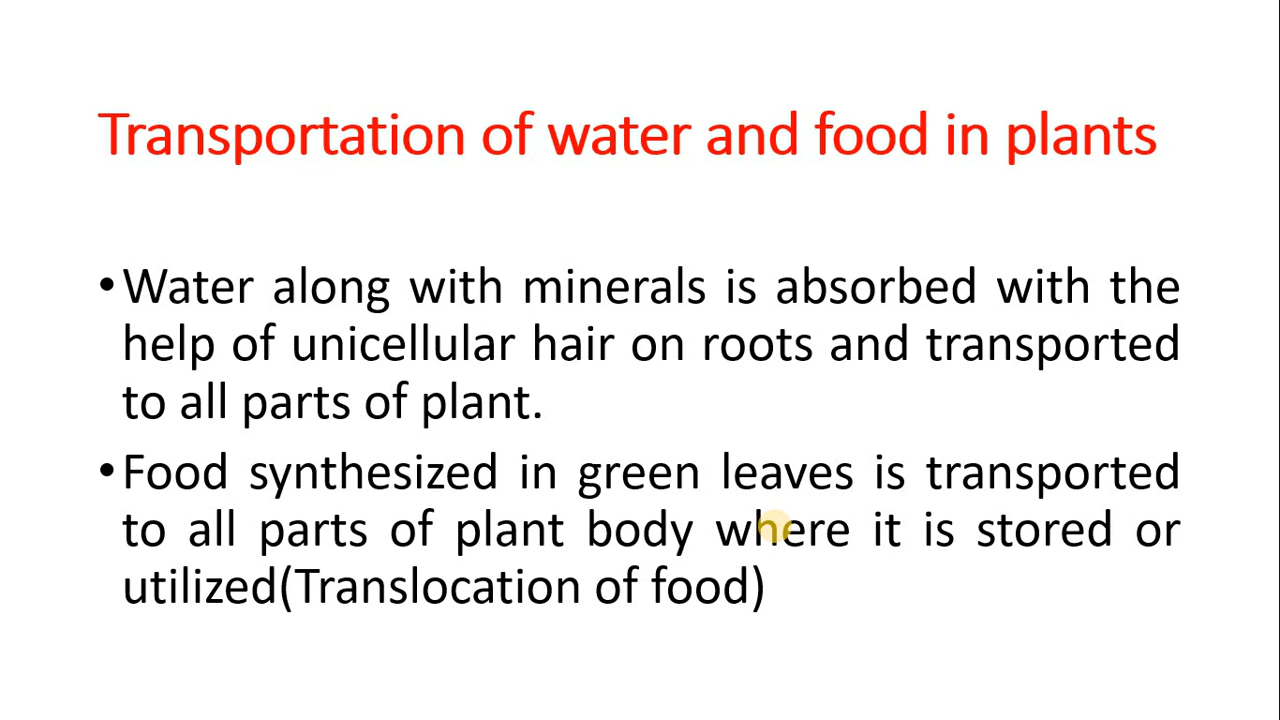 Transportation of water and food in plants
•Water along with minerals is absorbed with the
help of unicellular hair on roots and transported
to all parts of plant.
•Food synthesized in green leaves is transported
to all parts of plant body where it is stored or
utilized(Translocation of food)